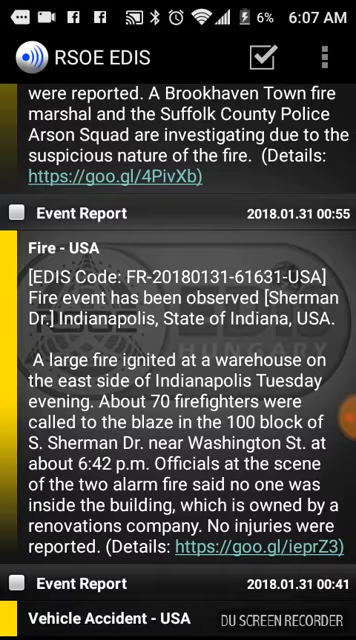 6% 6:07 AM
RSOE EDIS
were reported. A Brookhaven Town fire
marshal and the Suffolk County Police
Arson Squad are investigating due to the
suspicious nature of the fire.  (Details:
https://goo.gl/4PivXb)
Event Report 2018.01.31 00:55
Fire - USA
[EDIS Code: FR-20180131-61631-USA]
Fire event has been observed [Sherman
Dr.] Indianapolis, State of Indiana, USA.
A large fire ignited at a warehouse on
the east side of Indianapolis Tuesday
evening. About 70 firefighters were
called to the blaze in the 100 block of
S. Sherman Dr. near Washington St. at
about 6:42 p.m. Officials at the scene
of the two alarm fire said no one was
inside the building, which is owned by a
renovations company. No injuries were
reported. (Details: https://goo.gl/ieprZ3)
Event Report 2018.01.31 00:41
Vehicle Accident - USA
DU SCREEN RECORDER